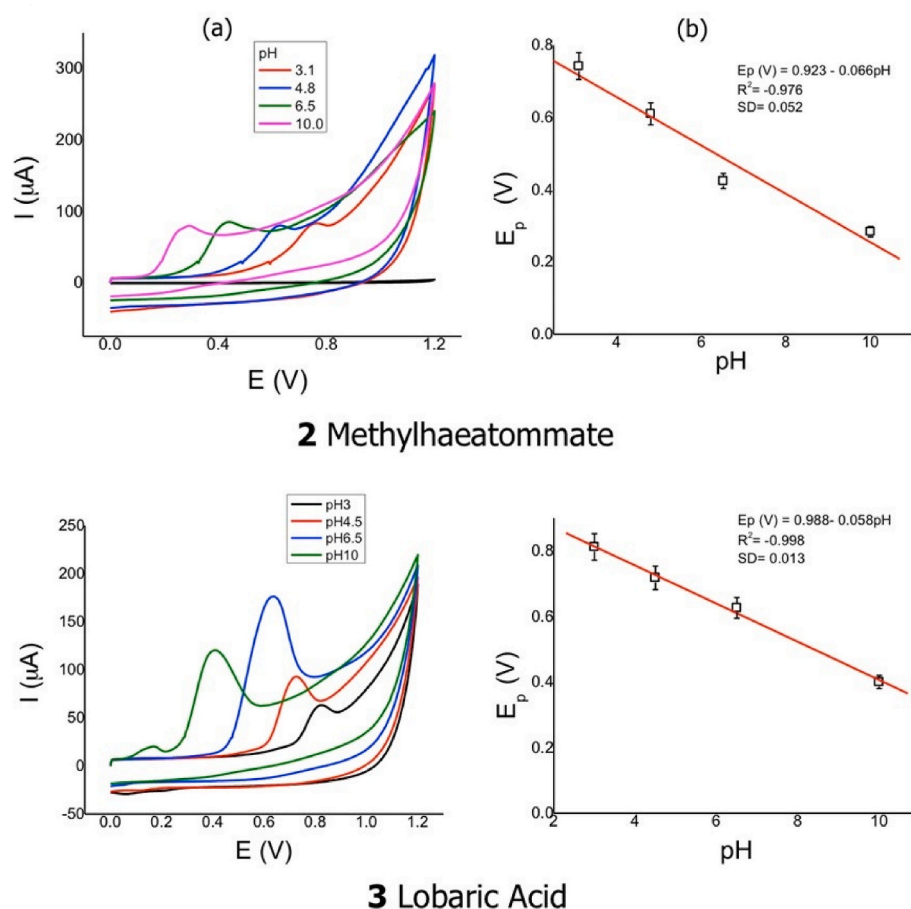 (a)
pH
3.1
4.8
6.5
10.0
300
200
100
0
I (μA)
0.0 0.4 0.8 1.2
E (V)
(b)
Ep (V) = 0.923 - 0.066pH
R²= -0.976
SD= 0.052
0.8
0.6
0.4
0.2
0.0
Ep (V)
4 6 8 10
pH
2 Methylhaeatommate
pH3
pH4.5
pH6.5
pH10
250
200
150
100
50
0
-50
I (μA)
0.0 0.2 0.4 0.6 0.8 1.0 1.2
E (V)
Ep (V) = 0.988- 0.058pH
R²= -0.998
SD= 0.013
0.8
0.6
0.4
0.2
0.0
Ep (V)
2 4 6 8 10
pH
3 Lobaric Acid